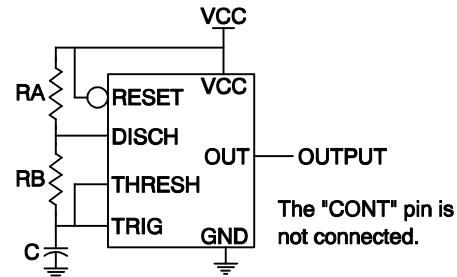 VCC
VCC
RA
RESET
DISCH
OUT
OUTPUT
RB
THRESH
The "CONT" pin is
not connected.
TRIG
GND
C